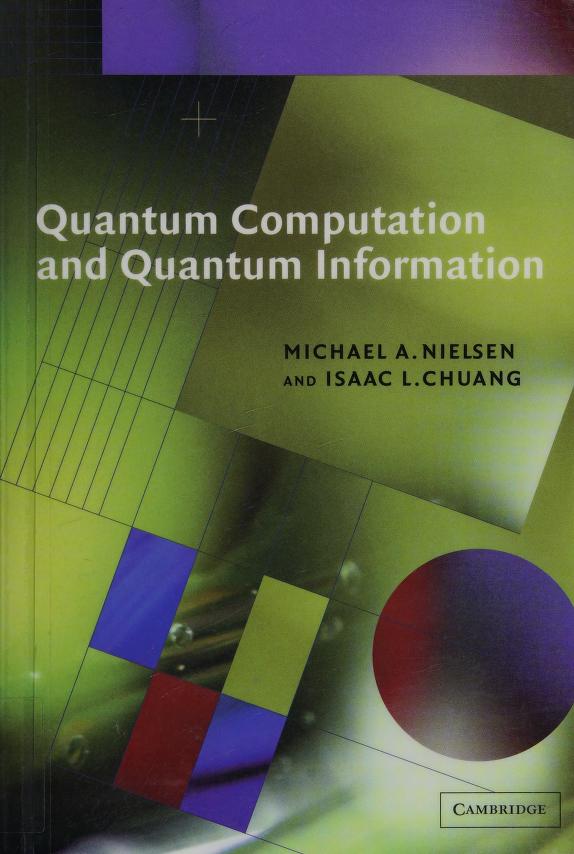 Quantum Computation
and Quantum Information
MICHAEL A. NIELSEN
AND ISAAC L. CHUANG
CAMBRIDGE